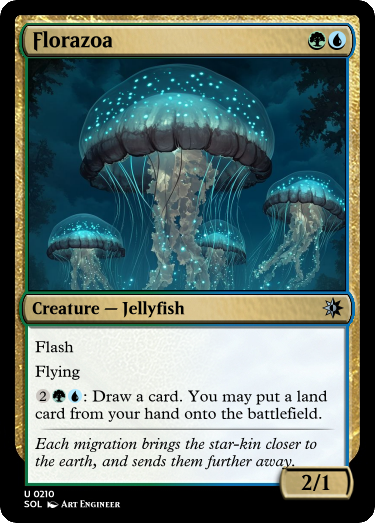 Florazoa
Creature — Jellyfish
Flash
Flying
2: Draw a card. You may put a land
card from your hand onto the battlefield.
Each migration brings the star-kin closer to
the earth, and sends them further away.
2/1
U 0210
SOL Art Engineer